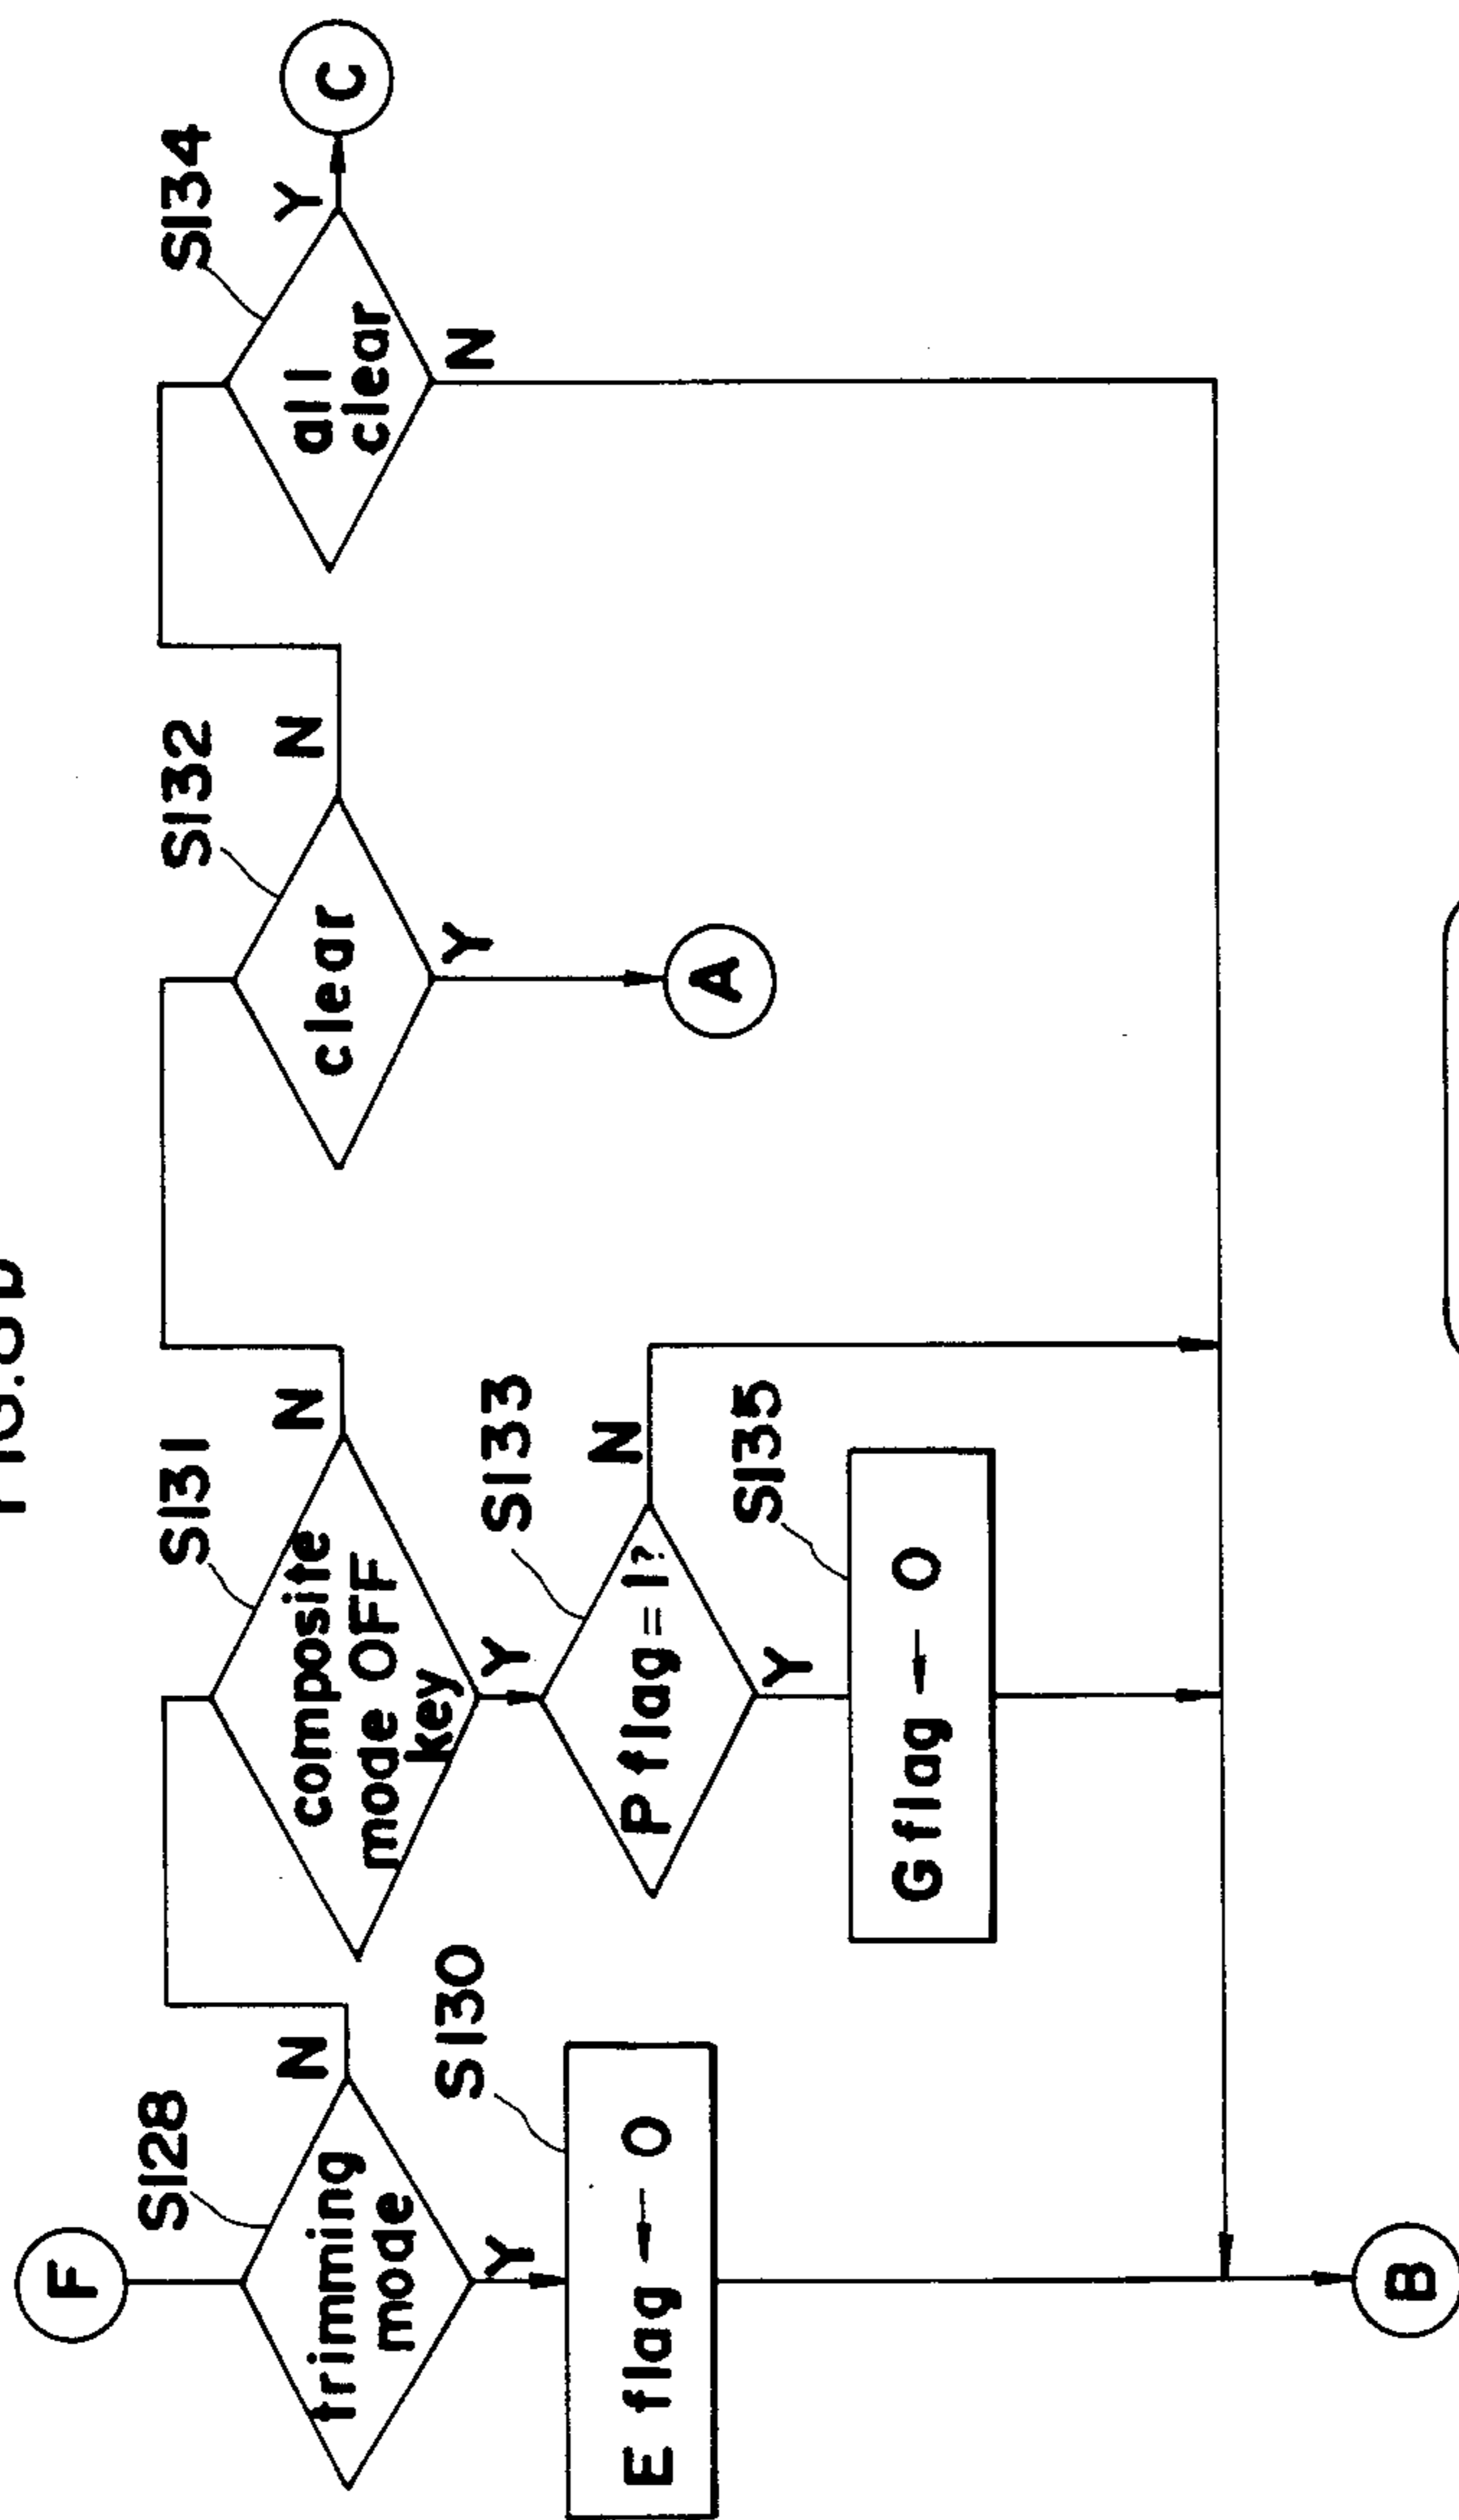 F
S128
trimming
mode
N
Y
S130
E flag ← 0
S131
composite
mode OFF
key
N
Y
S133
P flag = 1?
N
Y
S135
G flag ← 0
S132
clear
N
Y
A
S134
all
clear
Y
N
C
B